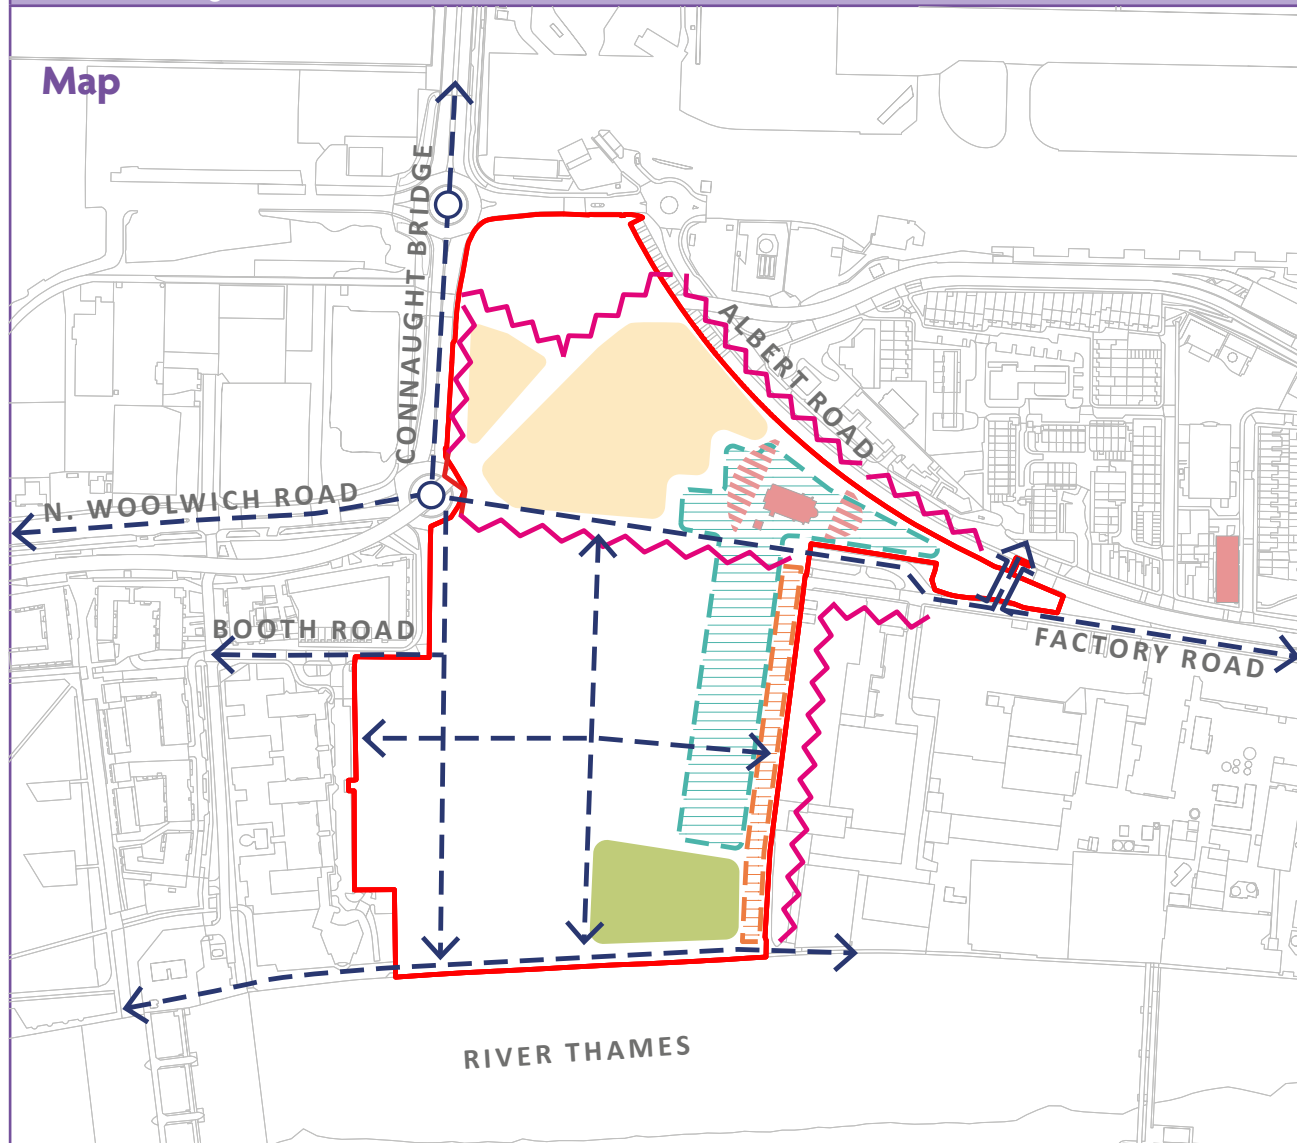 Map
CONNAUGHT BRIDGE
ALBERT ROAD
N. WOOLWICH ROAD
BOOTH ROAD
FACTORY ROAD
RIVER THAMES